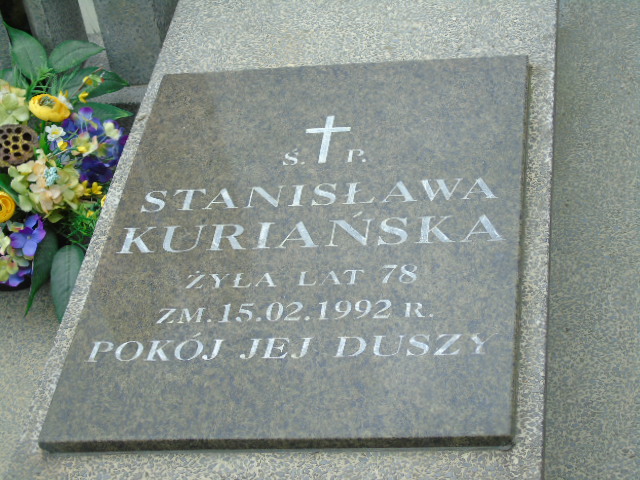 Ś. P.
STANISŁAWA
KURIAŃSKA
ŻYŁA LAT 78
ZM. 15.02.1992 R.
POKÓJ JEJ DUSZY